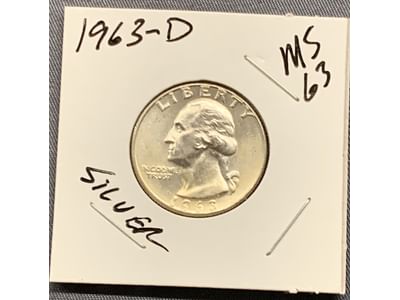 1963-D
MS
63
LIBERTY
IN GOD WE
TRUST
1963
SILVER